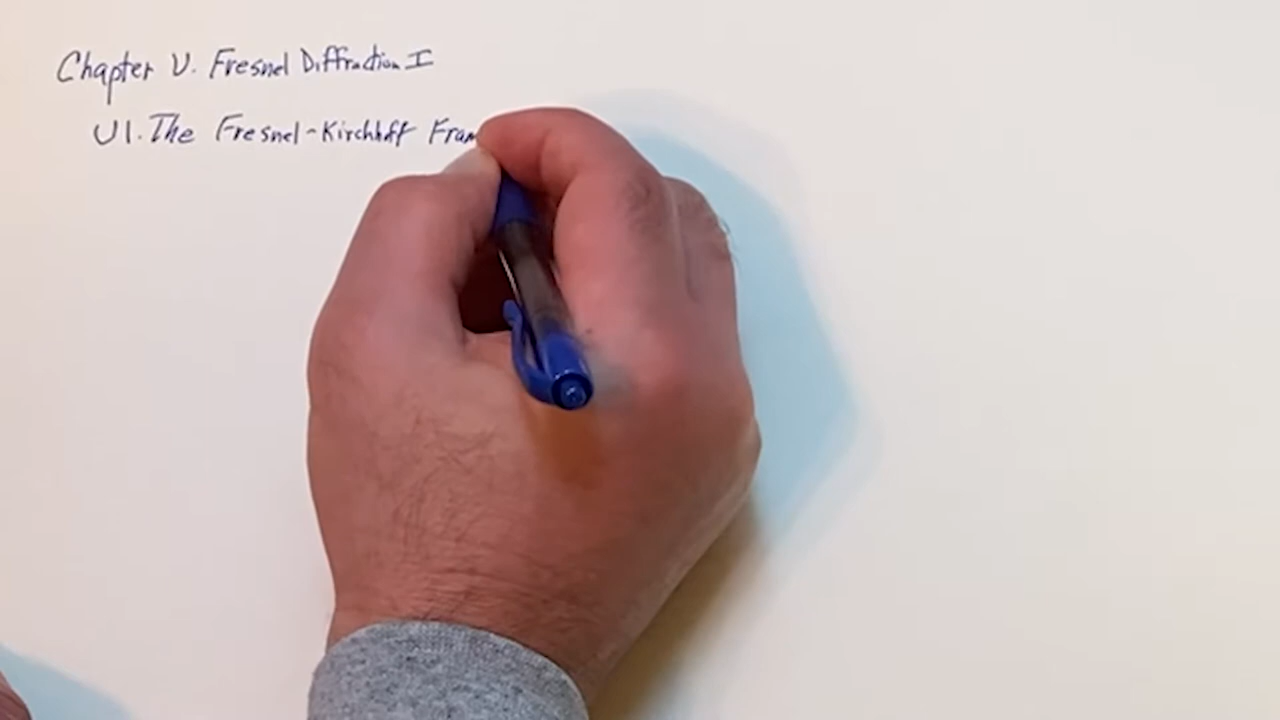 Chapter V. Fresnel Diffraction I
V1. The Fresnel-Kirchhoff